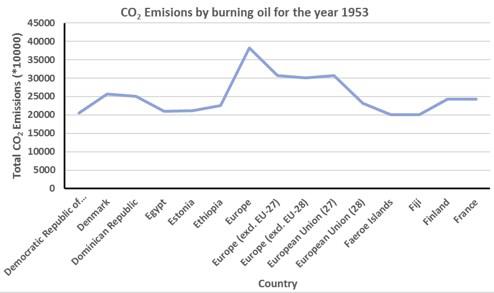 CO₂ Emisions by burning oil for the year 1953
Total CO₂ Emissions (*10000)
45000
40000
35000
30000
25000
20000
15000
10000
5000
0
Democratic Republic of...
Denmark
Dominican Republic
Egypt
Estonia
Ethiopia
Europe
Europe (excl. EU-27)
Europe (excl. EU-28)
European Union (27)
European Union (28)
Faeroe Islands
Fiji
Finland
France
Country